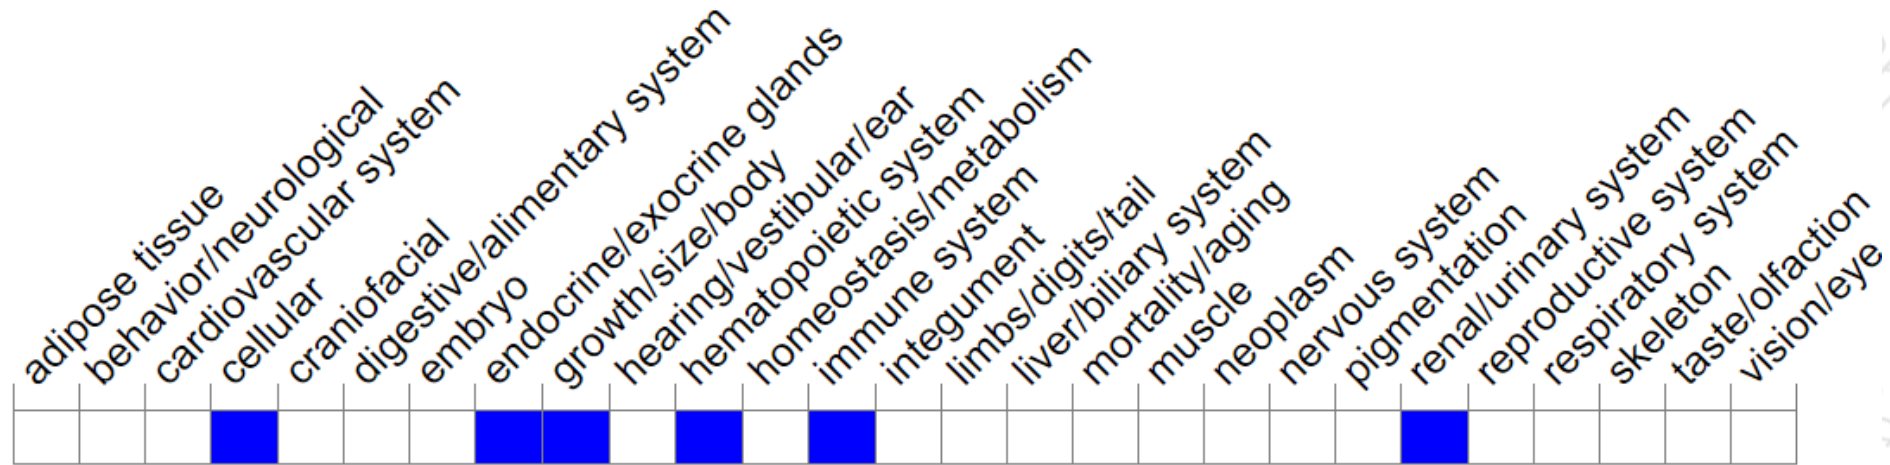 adipose tissue
behavior/neurological
cardiovascular system
cellular
craniofacial
digestive/alimentary system
embryo
endocrine/exocrine glands
growth/size/body
hearing/vestibular/ear
hematopoietic system
homeostasis/metabolism
immune system
integument
limbs/digits/tail
liver/biliary system
mortality/aging
muscle
neoplasm
nervous system
pigmentation
renal/urinary system
reproductive system
respiratory system
skeleton
taste/olfaction
vision/eye